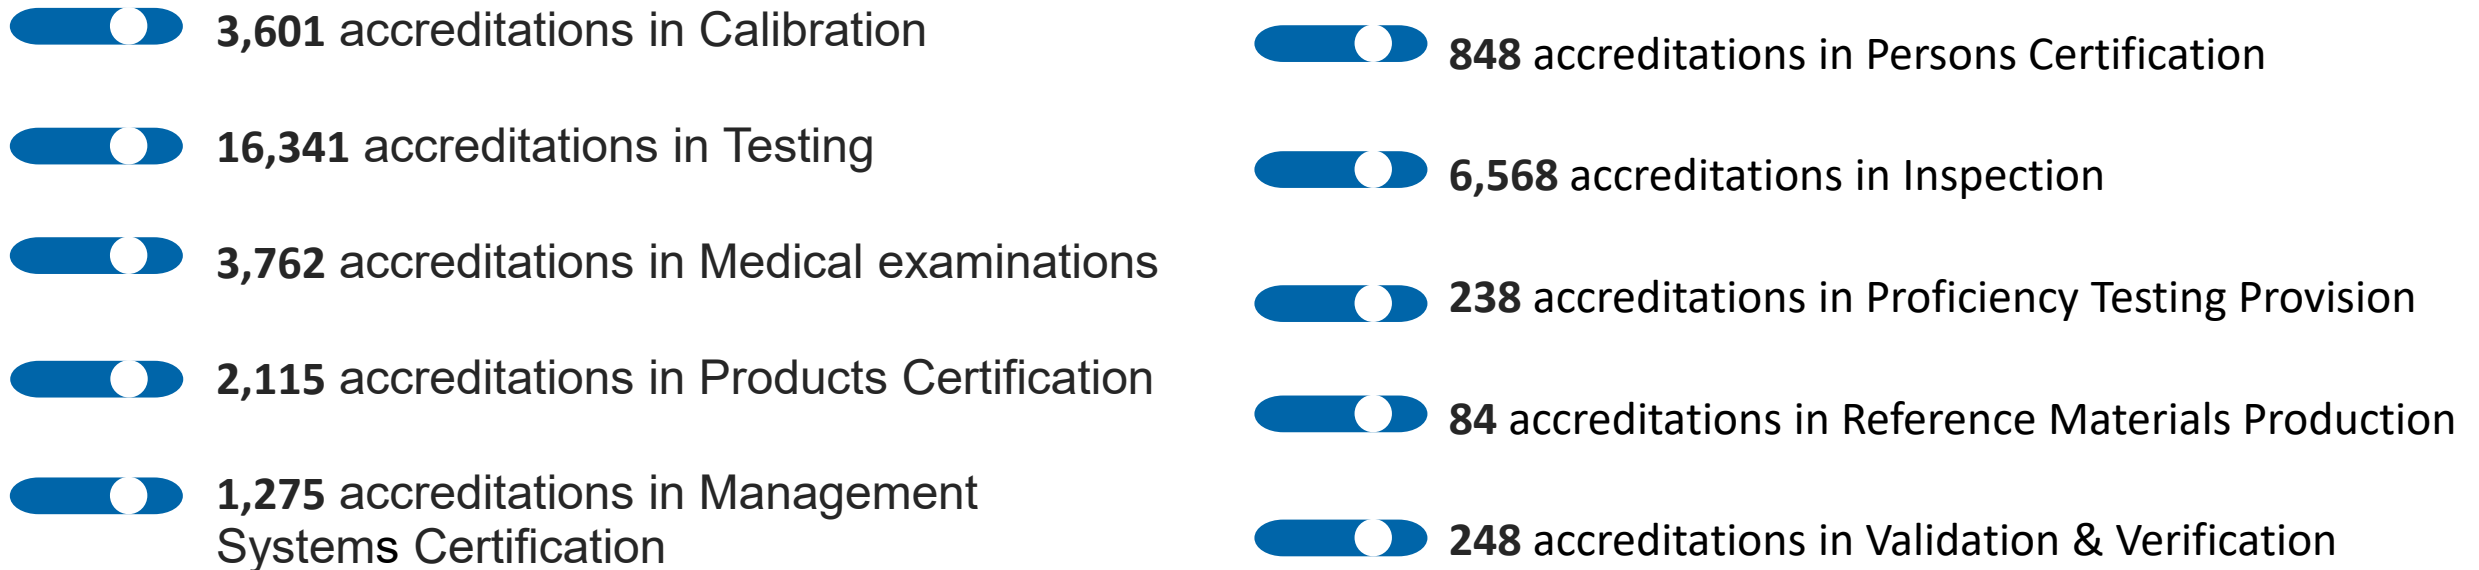 3,601 accreditations in Calibration
16,341 accreditations in Testing
3,762 accreditations in Medical examinations
2,115 accreditations in Products Certification
1,275 accreditations in Management
Systems Certification
848 accreditations in Persons Certification
6,568 accreditations in Inspection
238 accreditations in Proficiency Testing Provision
84 accreditations in Reference Materials Production
248 accreditations in Validation & Verification